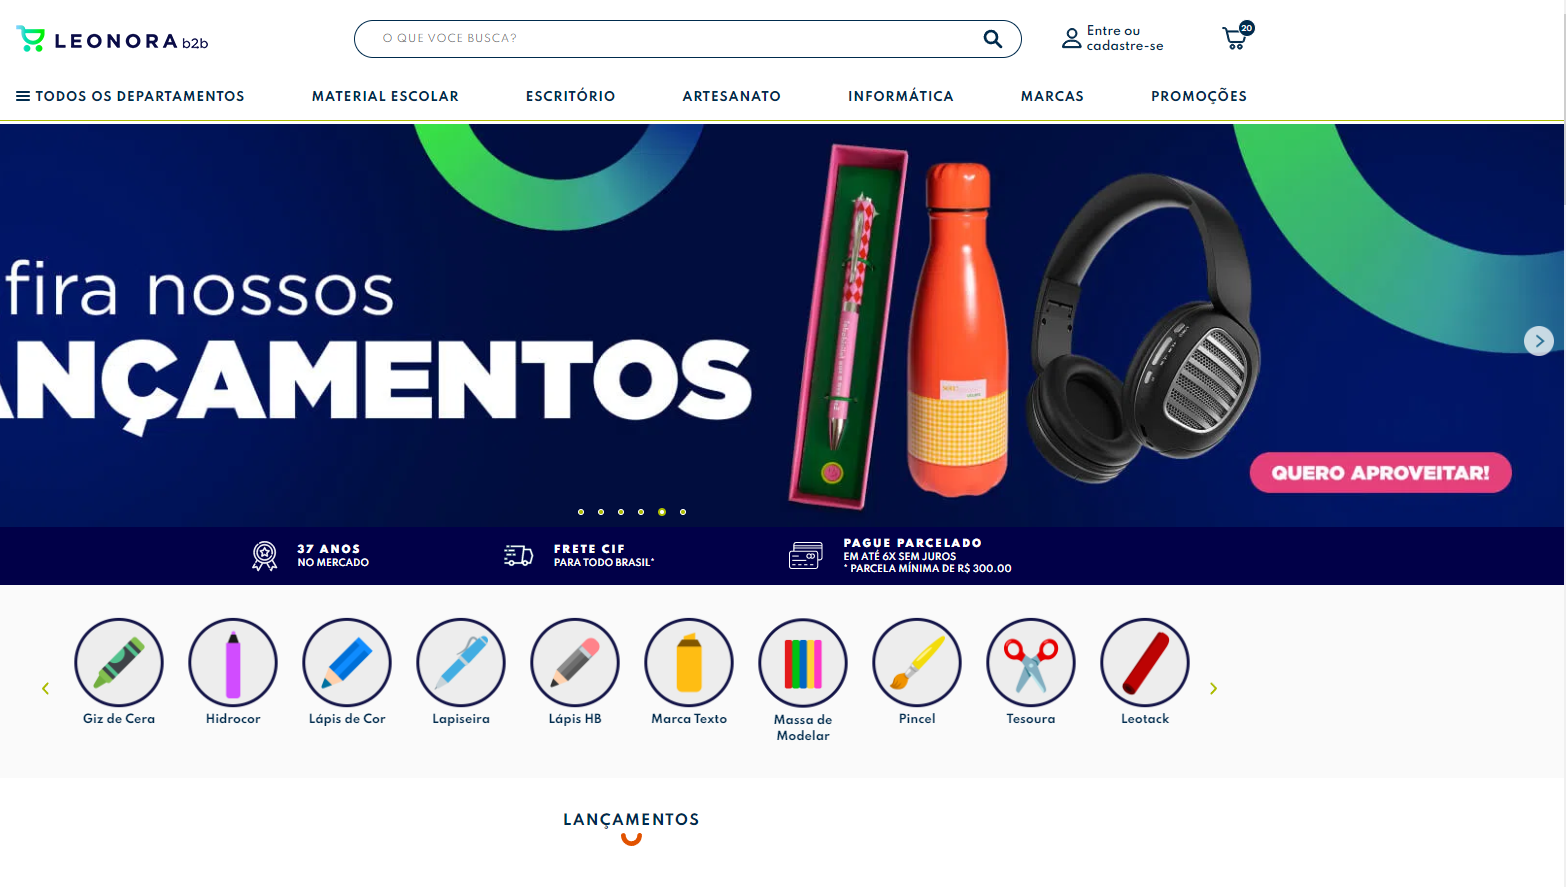 LEONORA b2b
O QUE VOCE BUSCA?
Entre ou
cadastre-se
20
TODOS OS DEPARTAMENTOS
MATERIAL ESCOLAR
ESCRITÓRIO
ARTESANATO
INFORMÁTICA
MARCAS
PROMOÇÕES
fira nossos
ANÇAMENTOS
QUERO APROVEITAR!
37 ANOS
NO MERCADO
FRETE CIF
PARA TODO BRASIL*
PAGUE PARCELADO
EM ATÉ 6X SEM JUROS
* PARCELA MÍNIMA DE R$ 300.00
Giz de Cera
Hidrocor
Lápis de Cor
Lapiseira
Lápis HB
Marca Texto
Massa de
Modelar
Pincel
Tesoura
Leotack
LANÇAMENTOS